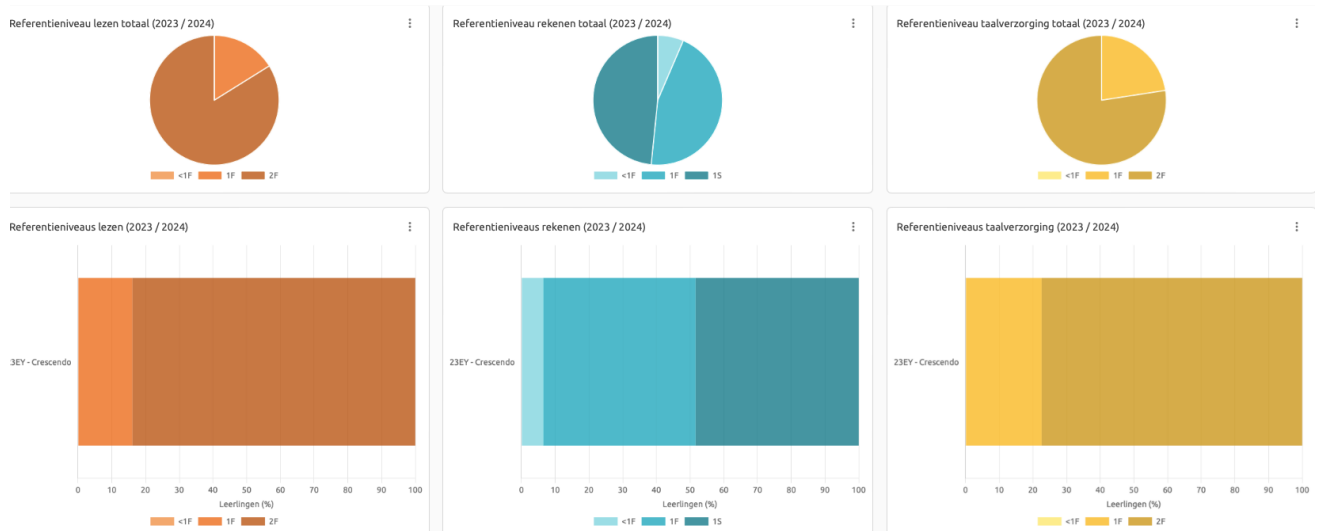 Referentieniveau lezen totaal (2023 / 2024)
<1F 1F 2F
Referentieniveau rekenen totaal (2023 / 2024)
<1F 1F 1S
Referentieniveau taalverzorging totaal (2023 / 2024)
<1F 1F 2F
Referentieniveaus lezen (2023 / 2024)
3EY - Crescendo
0 10 20 30 40 50 60 70 80 90 100
Leerlingen (%)
<1F 1F 2F
Referentieniveaus rekenen (2023 / 2024)
23EY - Crescendo
0 10 20 30 40 50 60 70 80 90 100
Leerlingen (%)
<1F 1F 1S
Referentieniveaus taalverzorging (2023 / 2024)
23EY - Crescendo
0 10 20 30 40 50 60 70 80 90 100
Leerlingen (%)
<1F 1F 2F